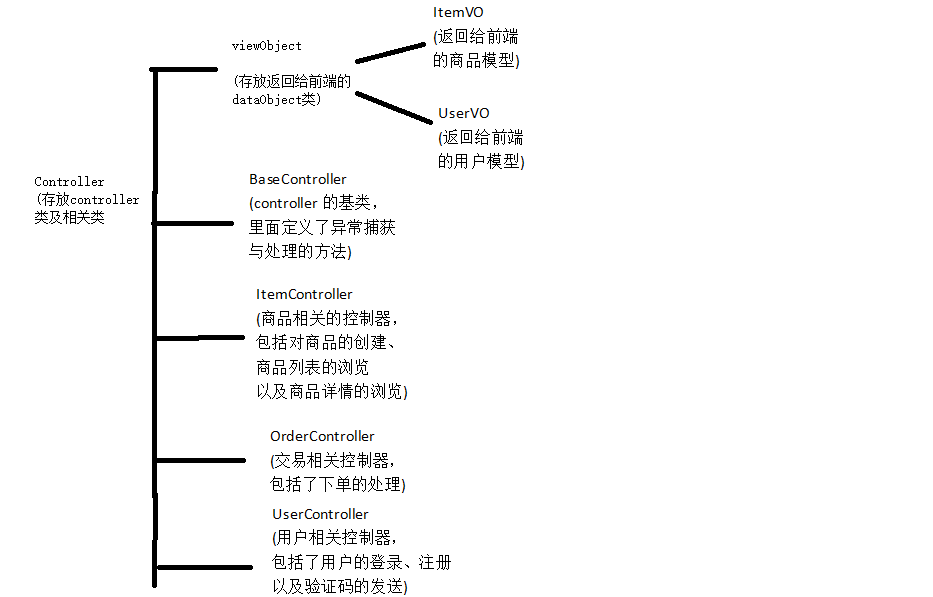 Controller
(存放controller
类及相关类
viewObject
(存放返回给前端的
dataObject类)
ItemVO
(返回给前端
的商品模型)
UserVO
(返回给前端
的用户模型)
BaseController
(controller 的基类，
里面定义了异常捕获
与处理的方法)
ItemController
(商品相关的控制器，
包括对商品的创建、
商品列表的浏览
以及商品详情的浏览)
OrderController
(交易相关控制器，
包括了下单的处理)
UserController
(用户相关控制器，
包括了用户的登录、注册
以及验证码的发送)